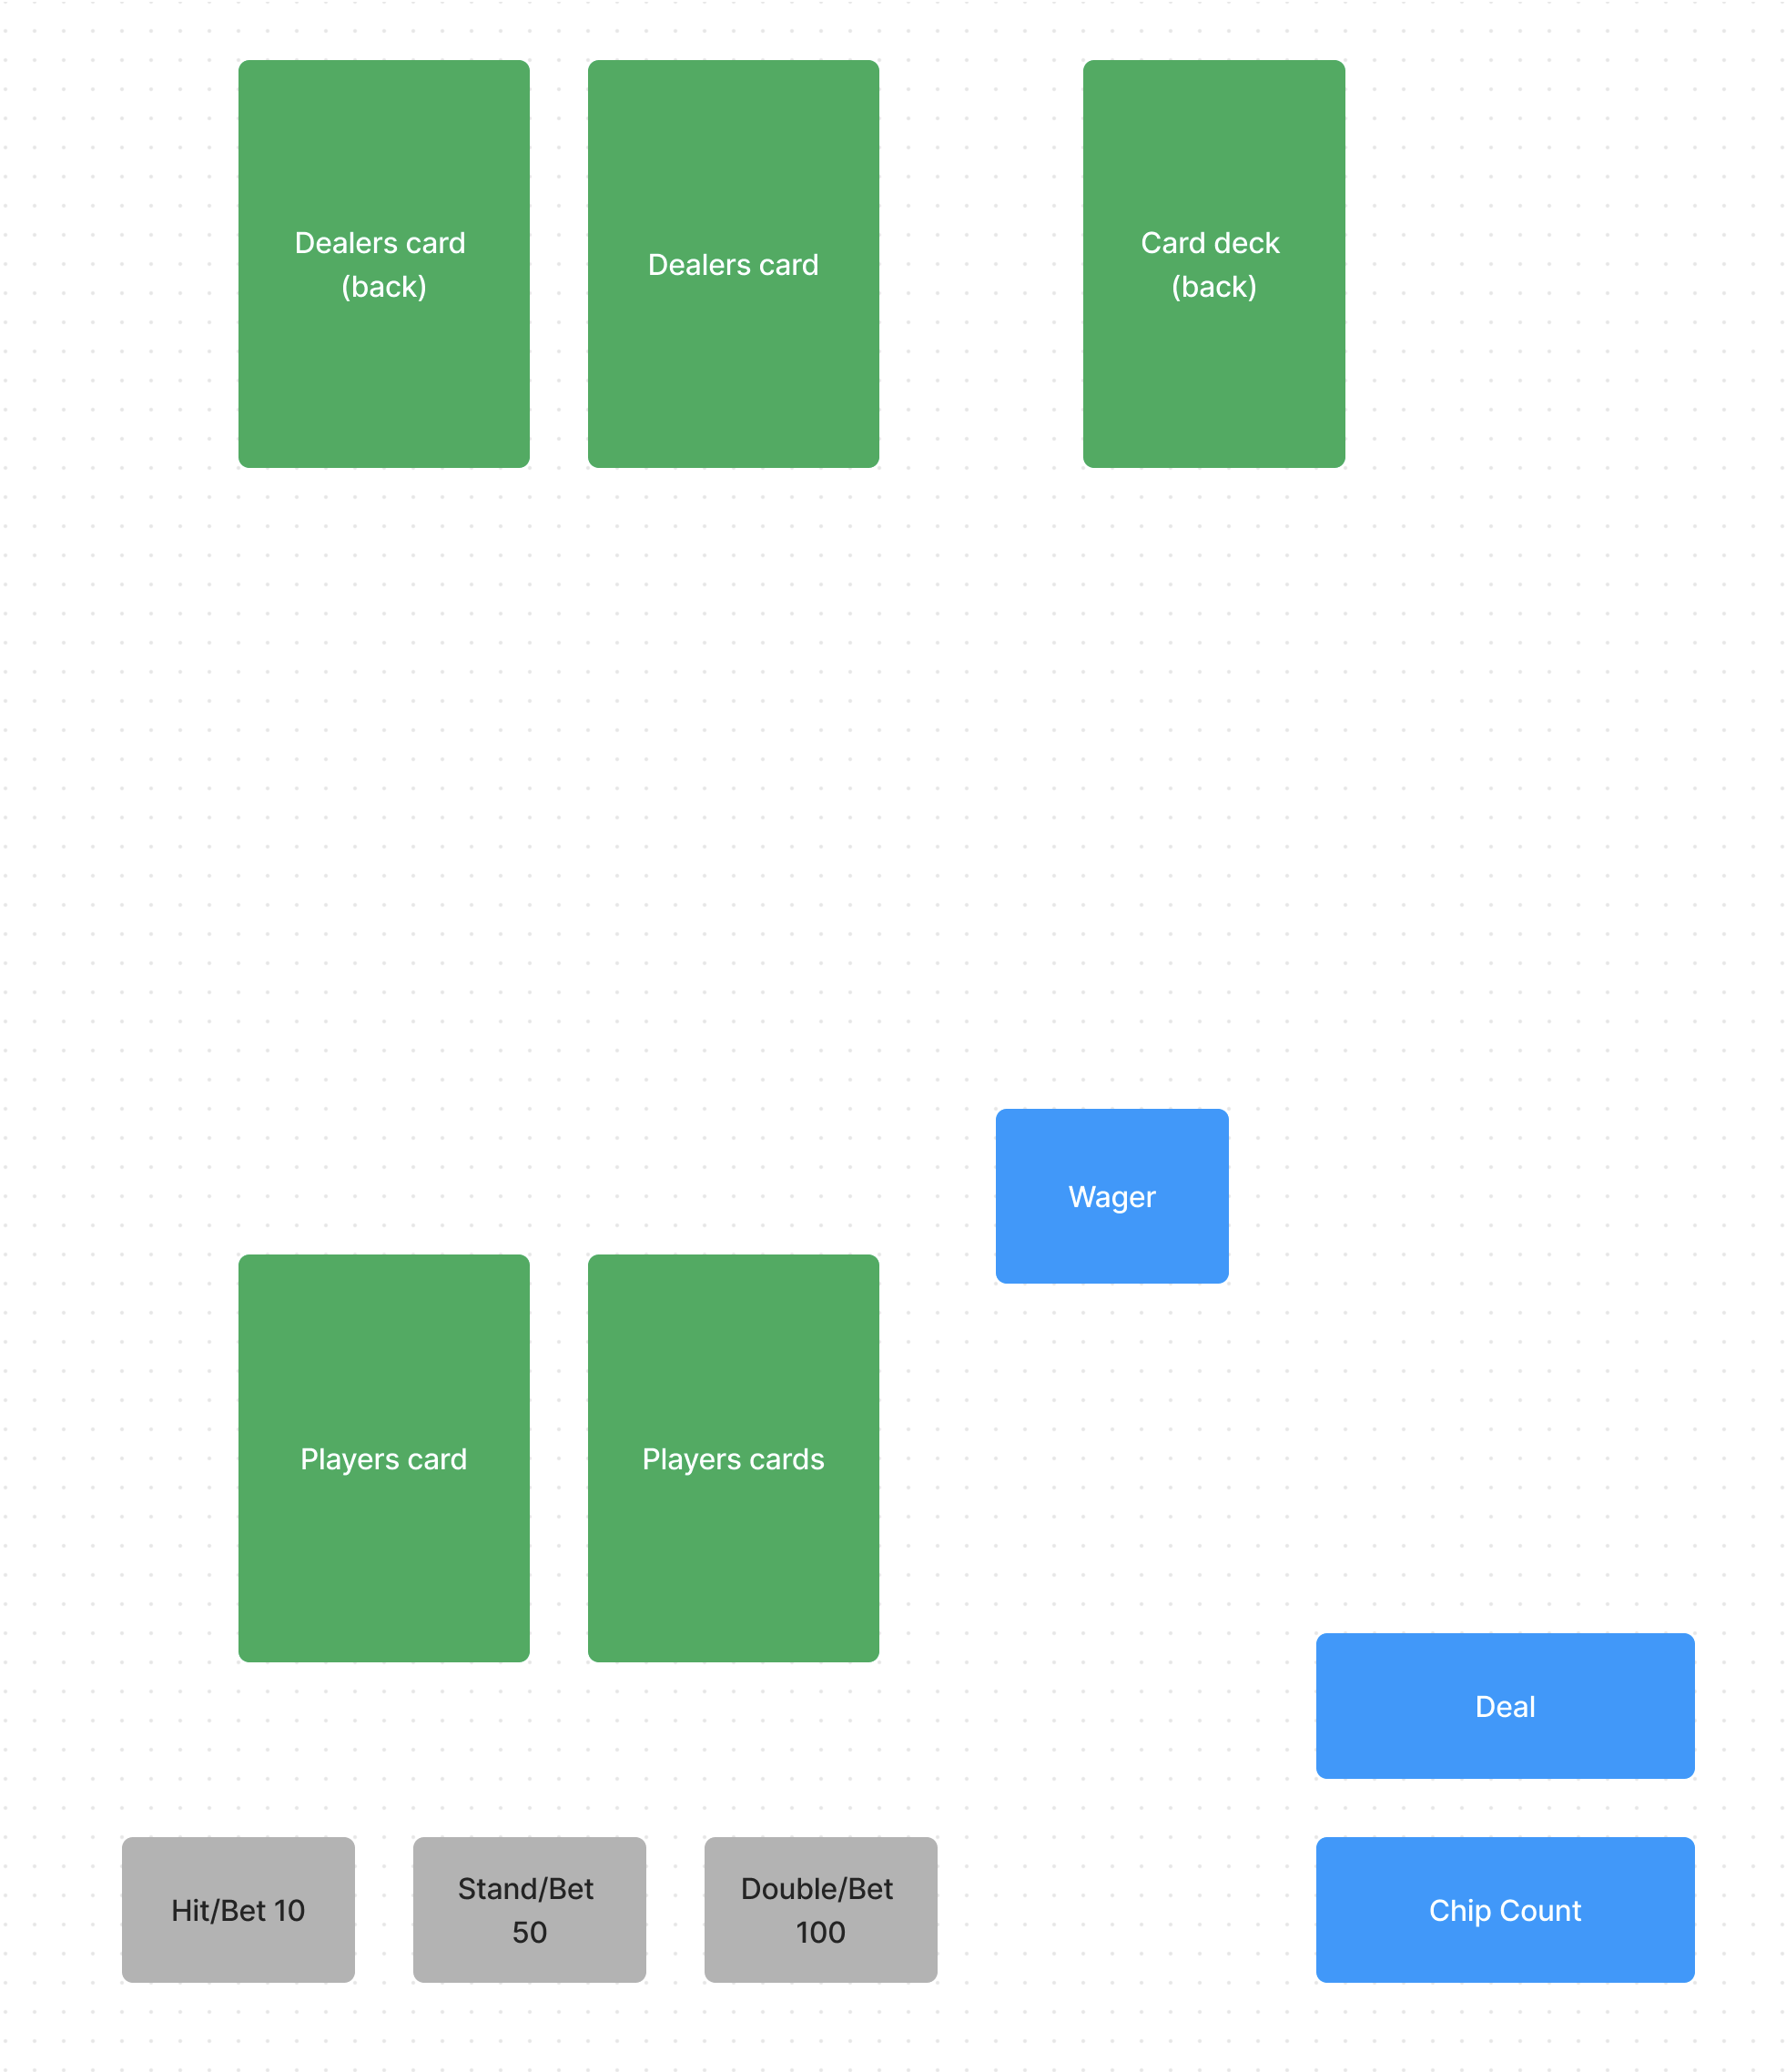 Dealers card
(back)
Dealers card
Card deck
(back)
Wager
Players card
Players cards
Deal
Hit/Bet 10
Stand/Bet
50
Double/Bet
100
Chip Count